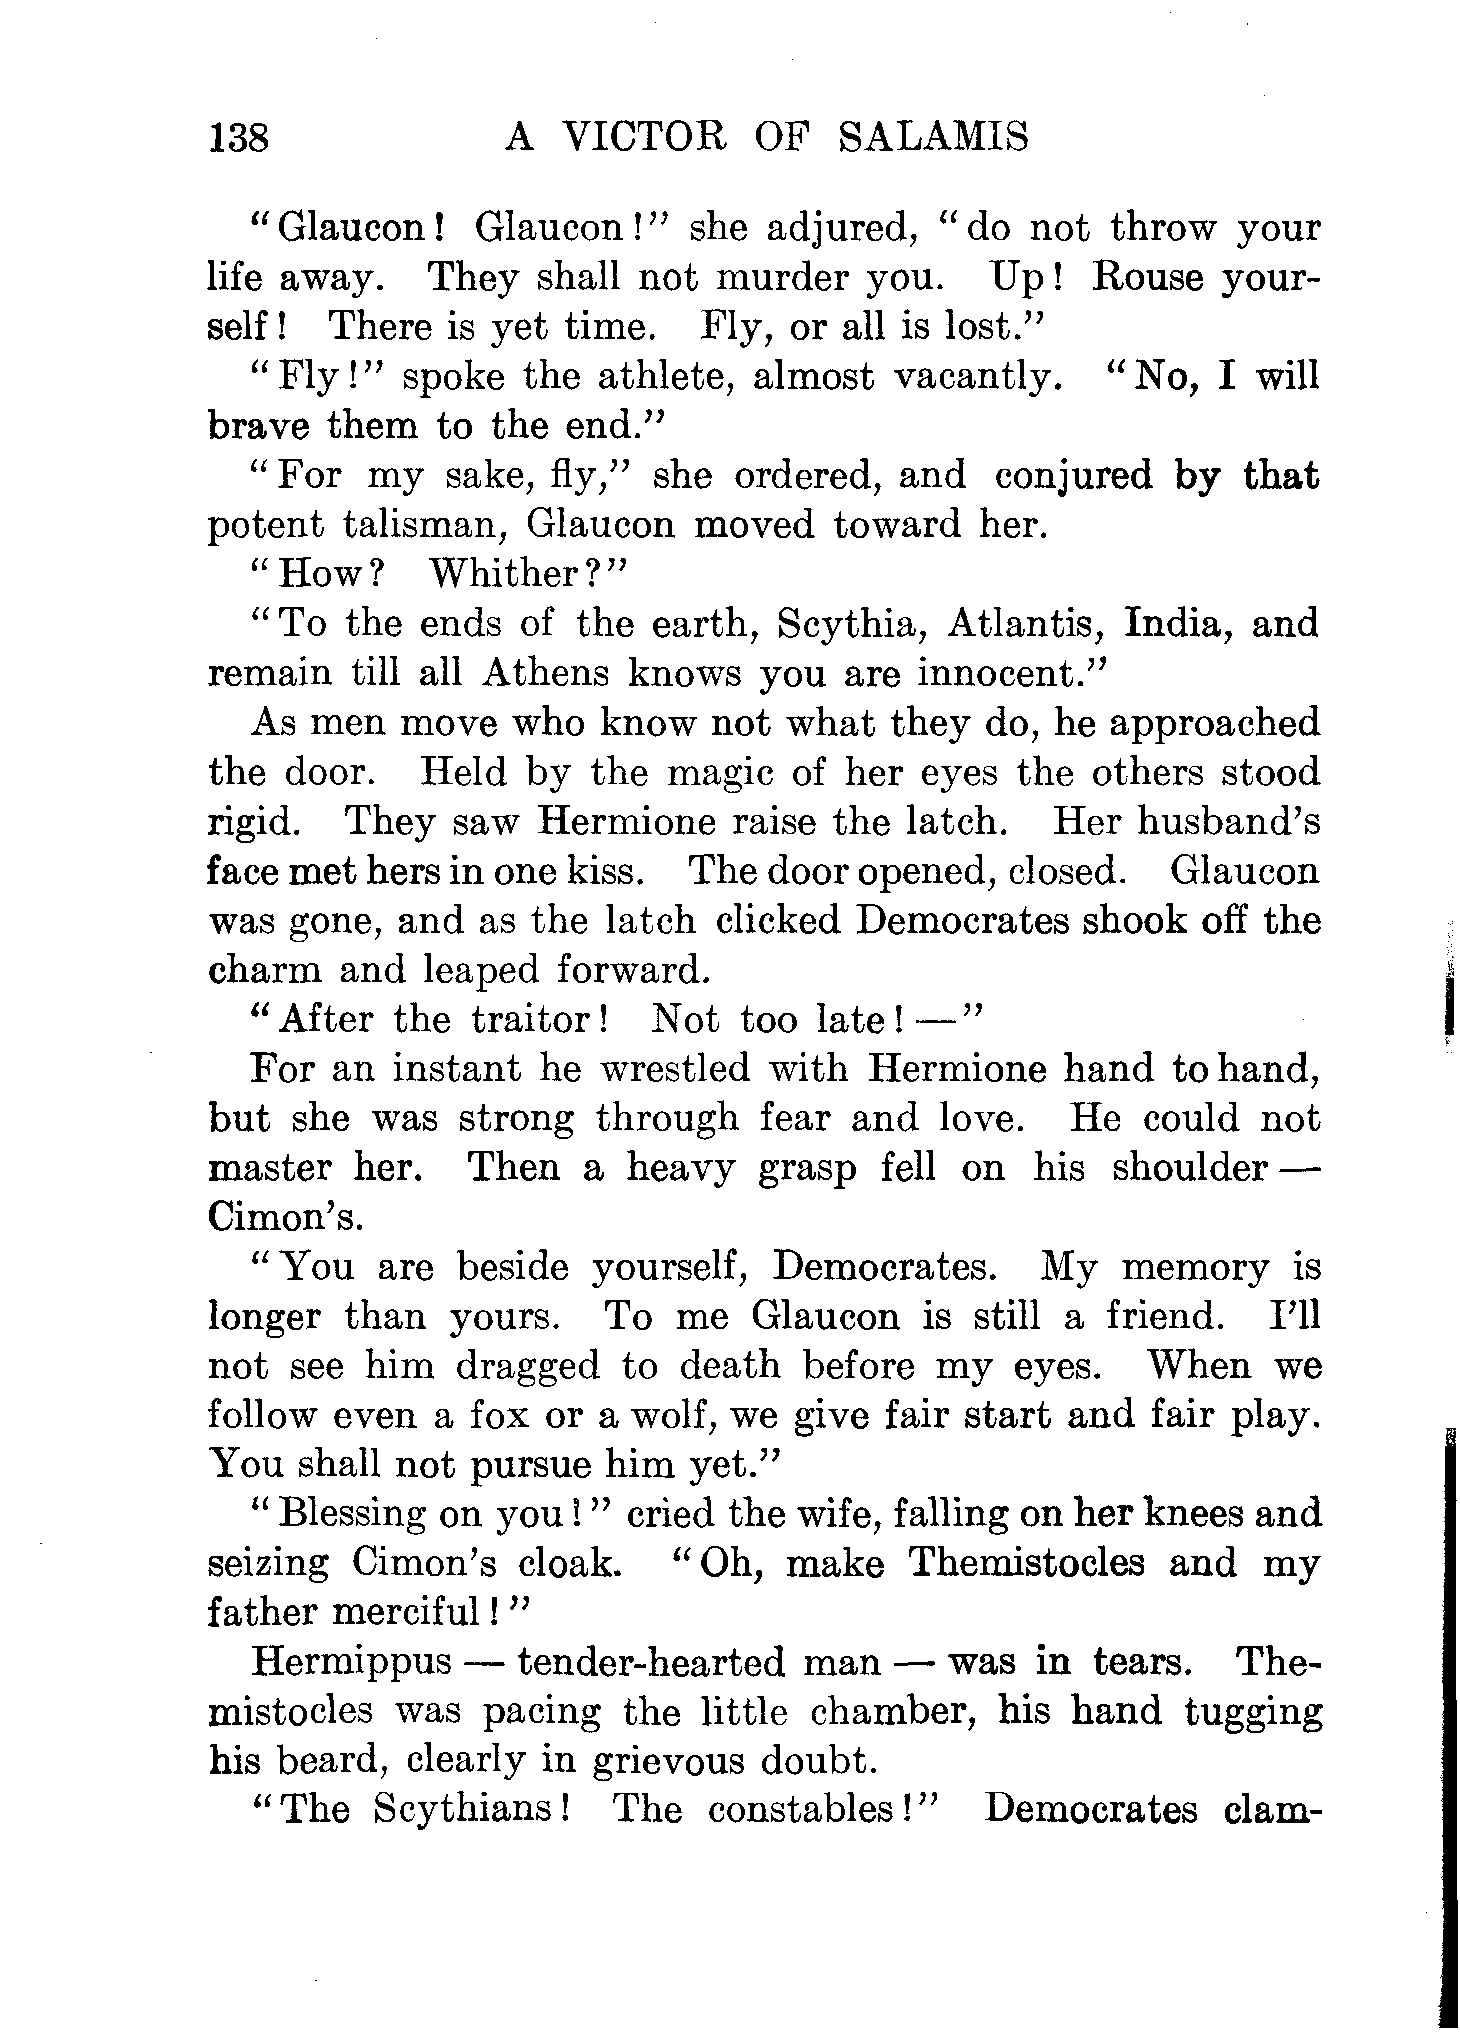 138 A VICTOR OF SALAMIS
"Glaucon! Glaucon!" she adjured, "do not throw your
life away. They shall not murder you. Up! Rouse your-
self! There is yet time. Fly, or all is lost."
"Fly!" spoke the athlete, almost vacantly. "No, I will
brave them to the end."
"For my sake, fly," she ordered, and conjured by that
potent talisman, Glaucon moved toward her.
"How? Whither?"
"To the ends of the earth, Scythia, Atlantis, India, and
remain till all Athens knows you are innocent."
As men move who know not what they do, he approached
the door. Held by the magic of her eyes the others stood
rigid. They saw Hermione raise the latch. Her husband's
face met hers in one kiss. The door opened, closed. Glaucon
was gone, and as the latch clicked Democrates shook off the
charm and leaped forward.
"After the traitor! Not too late! —"
For an instant he wrestled with Hermione hand to hand,
but she was strong through fear and love. He could not
master her. Then a heavy grasp fell on his shoulder —
Cimon's.
"You are beside yourself, Democrates. My memory is
longer than yours. To me Glaucon is still a friend. I'll
not see him dragged to death before my eyes. When we
follow even a fox or a wolf, we give fair start and fair play.
You shall not pursue him yet."
"Blessing on you!" cried the wife, falling on her knees and
seizing Cimon's cloak. "Oh, make Themistocles and my
father merciful!"
Hermippus — tender-hearted man — was in tears. The-
mistocles was pacing the little chamber, his hand tugging
his beard, clearly in grievous doubt.
"The Scythians! The constables!" Democrates clam-